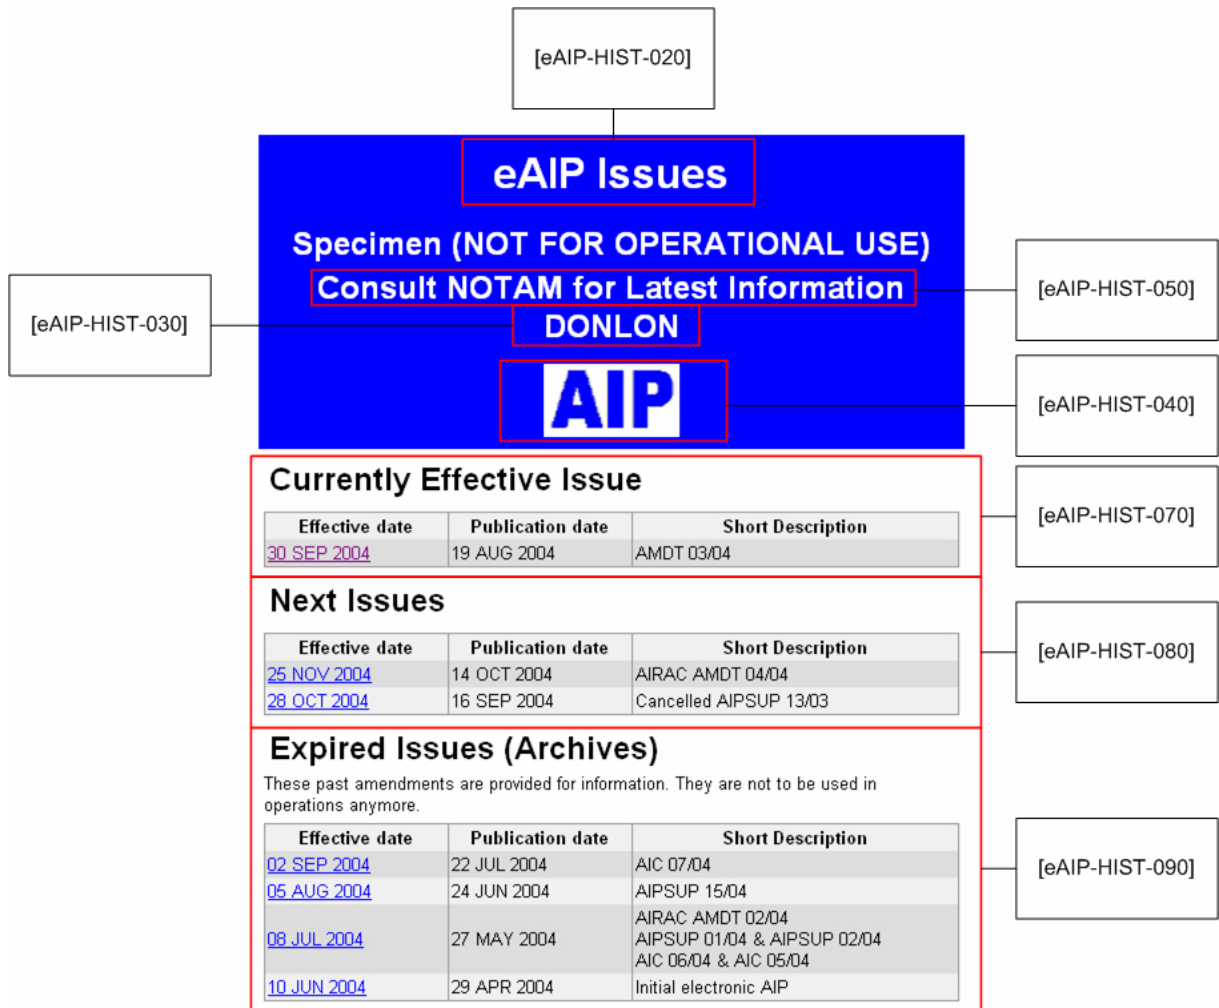 [eAIP-HIST-020]
eAIP Issues
Specimen (NOT FOR OPERATIONAL USE)
Consult NOTAM for Latest Information
[eAIP-HIST-050]
[eAIP-HIST-030]
DONLON
AIP
[eAIP-HIST-040]
Currently Effective Issue
[eAIP-HIST-070]
Effective date Publication date Short Description
30 SEP 2004 19 AUG 2004 AMDT 03/04
Next Issues
[eAIP-HIST-080]
Effective date Publication date Short Description
25 NOV 2004 14 OCT 2004 AIRAC AMDT 04/04
28 OCT 2004 16 SEP 2004 Cancelled AIPSUP 13/03
Expired Issues (Archives)
These past amendments are provided for information. They are not to be used in
operations anymore.
[eAIP-HIST-090]
Effective date Publication date Short Description
02 SEP 2004 22 JUL 2004 AIC 07/04
05 AUG 2004 24 JUN 2004 AIPSUP 15/04
08 JUL 2004 27 MAY 2004 AIRAC AMDT 02/04
AIPSUP 01/04 & AIPSUP 02/04
AIC 06/04 & AIC 05/04
10 JUN 2004 29 APR 2004 Initial electronic AIP